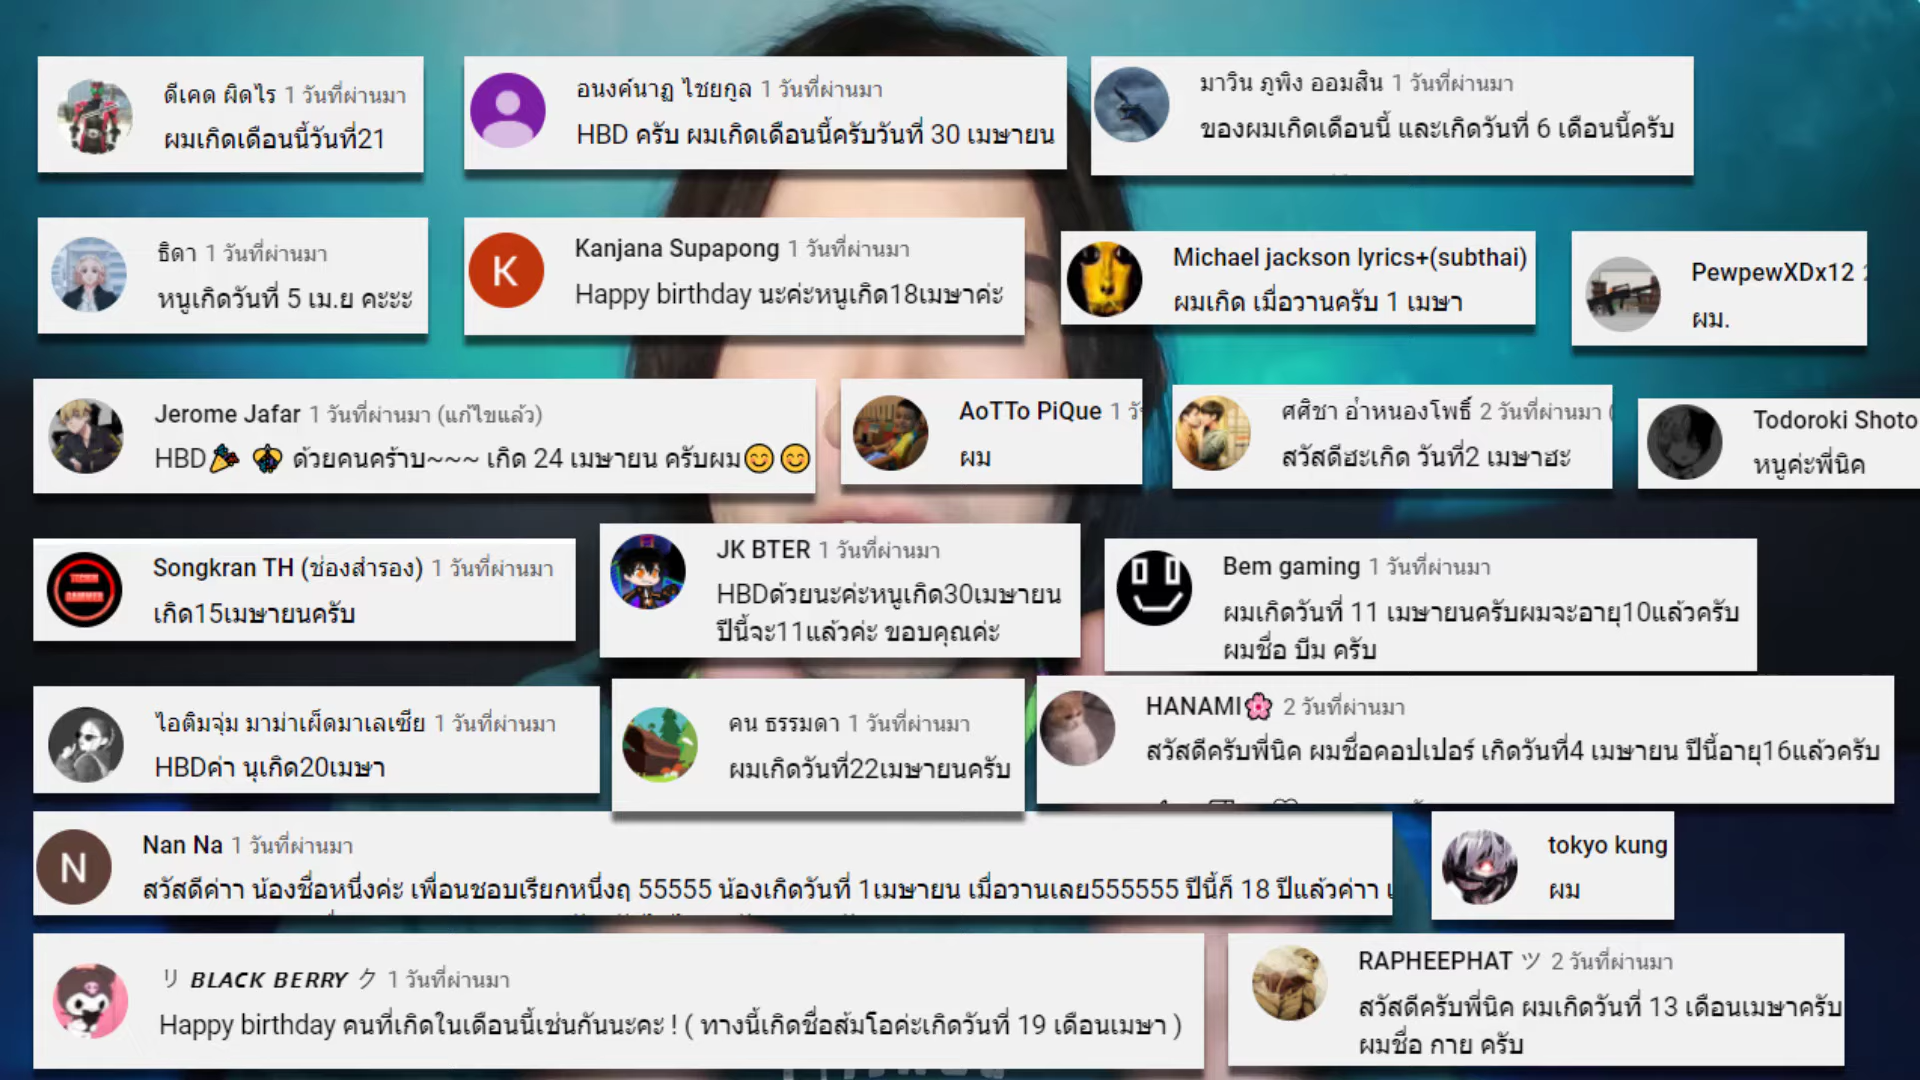 ดีเคด ผิดไร 1 วันที่ผ่านมา
ผมเกิดเดือนนี้วันที่21
อนงค์นาฏ ไชยกูล 1 วันที่ผ่านมา
HBD ครับ ผมเกิดเดือนนี้ครับวันที่ 30 เมษายน
มาวิน ภูพิง ออมสิน 1 วันที่ผ่านมา
ของผมเกิดเดือนนี้ และเกิดวันที่ 6 เดือนนี้ครับ
ธิดา 1 วันที่ผ่านมา
หนูเกิดวันที่ 5 เม.ย คะะะ
Kanjana Supapong 1 วันที่ผ่านมา
Happy birthday นะค่ะหนูเกิด18เมษาค่ะ
Michael jackson lyrics+(subthai)
ผมเกิด เมื่อวานครับ 1 เมษา
PewpewXDx12
ผม.
Jerome Jafar 1 วันที่ผ่านมา (แก้ไขแล้ว)
HBD🎉 🪅 ด้วยคนคร้าบ~~~ เกิด 24 เมษายน ครับผม😊😊
AoTTo PiQue 1 วั
ผม
ศศิชา อ่ำหนองโพธิ์ 2 วันที่ผ่านมา (
สวัสดีฮะเกิด วันที่2 เมษาฮะ
Todoroki Shoto
หนูค่ะพี่นิค
Songkran TH (ช่องสำรอง) 1 วันที่ผ่านมา
เกิด15เมษายนครับ
JK BTER 1 วันที่ผ่านมา
HBDด้วยนะค่ะหนูเกิด30เมษายน
ปีนี้จะ11แล้วค่ะ ขอบคุณค่ะ
Bem gaming 1 วันที่ผ่านมา
ผมเกิดวันที่ 11 เมษายนครับผมจะอายุ10แล้วครับ
ผมชื่อ บีม ครับ
ไอติมจุ่ม มาม่าเผ็ดมาเลเซีย 1 วันที่ผ่านมา
HBDค่า นุเกิด20เมษา
คน ธรรมดา 1 วันที่ผ่านมา
ผมเกิดวันที่22เมษายนครับ
HANAMI🌸 2 วันที่ผ่านมา
สวัสดีครับพี่นิค ผมชื่อคอปเปอร์ เกิดวันที่4 เมษายน ปีนี้อายุ16แล้วครับ
N
K
Nan Na 1 วันที่ผ่านมา
สวัสดีค่าา น้องชื่อหนึ่งค่ะ เพื่อนชอบเรียกหนึ่งฤ 55555 น้องเกิดวันที่ 1เมษายน เมื่อวานเลย555555 ปีนี้ก็ 18 ปีแล้วค่าา
tokyo kung
ผม
リ BLACK BERRY ク 1 วันที่ผ่านมา
Happy birthday คนที่เกิดในเดือนนี้เช่นกันนะคะ ! ( ทางนี้เกิดชื่อส้มโอค่ะเกิดวันที่ 19 เดือนเมษา )
RAPHEEPHAT ツ 2 วันที่ผ่านมา
สวัสดีครับพี่นิค ผมเกิดวันที่ 13 เดือนเมษาครับ
ผมชื่อ กาย ครับ